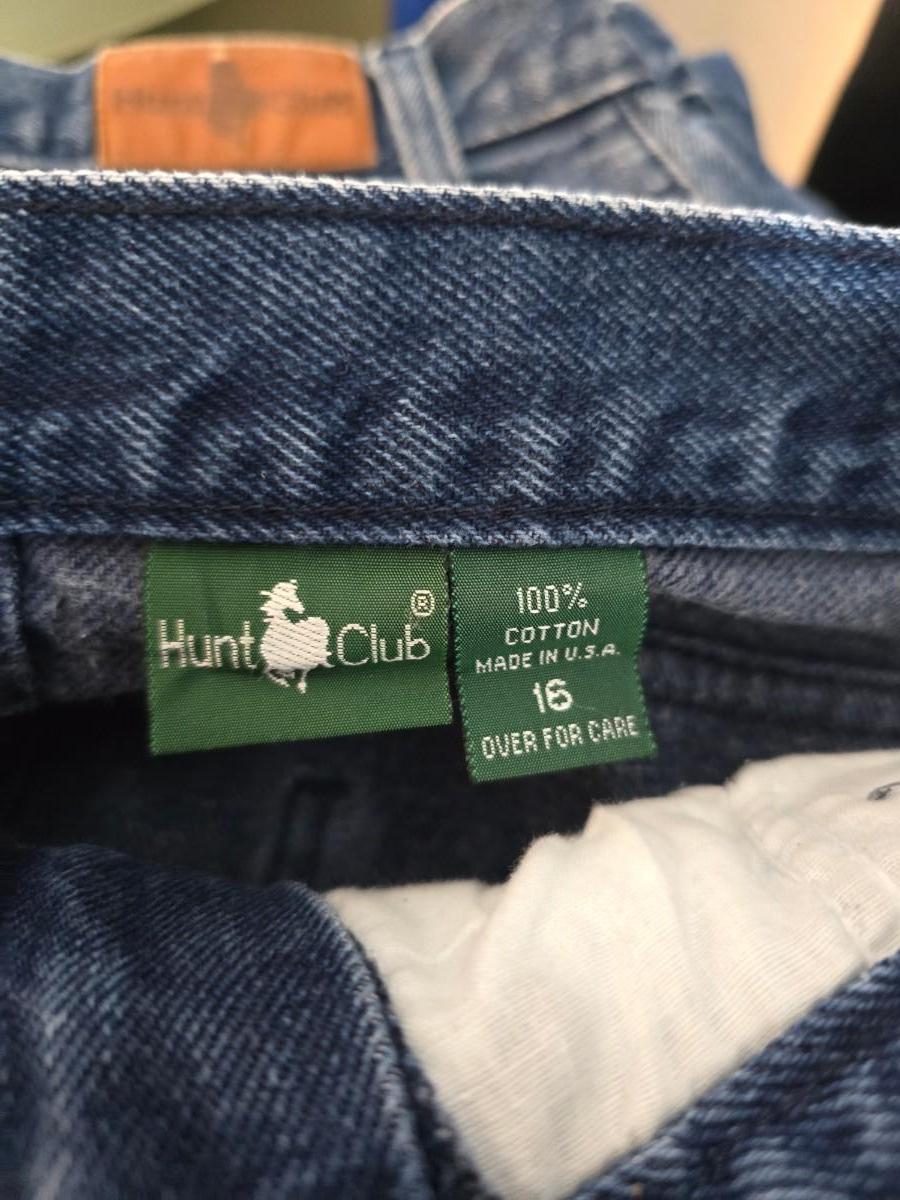 Hunt Club®
100%
COTTON
MADE IN U.S.A.
16
OVER FOR CARE